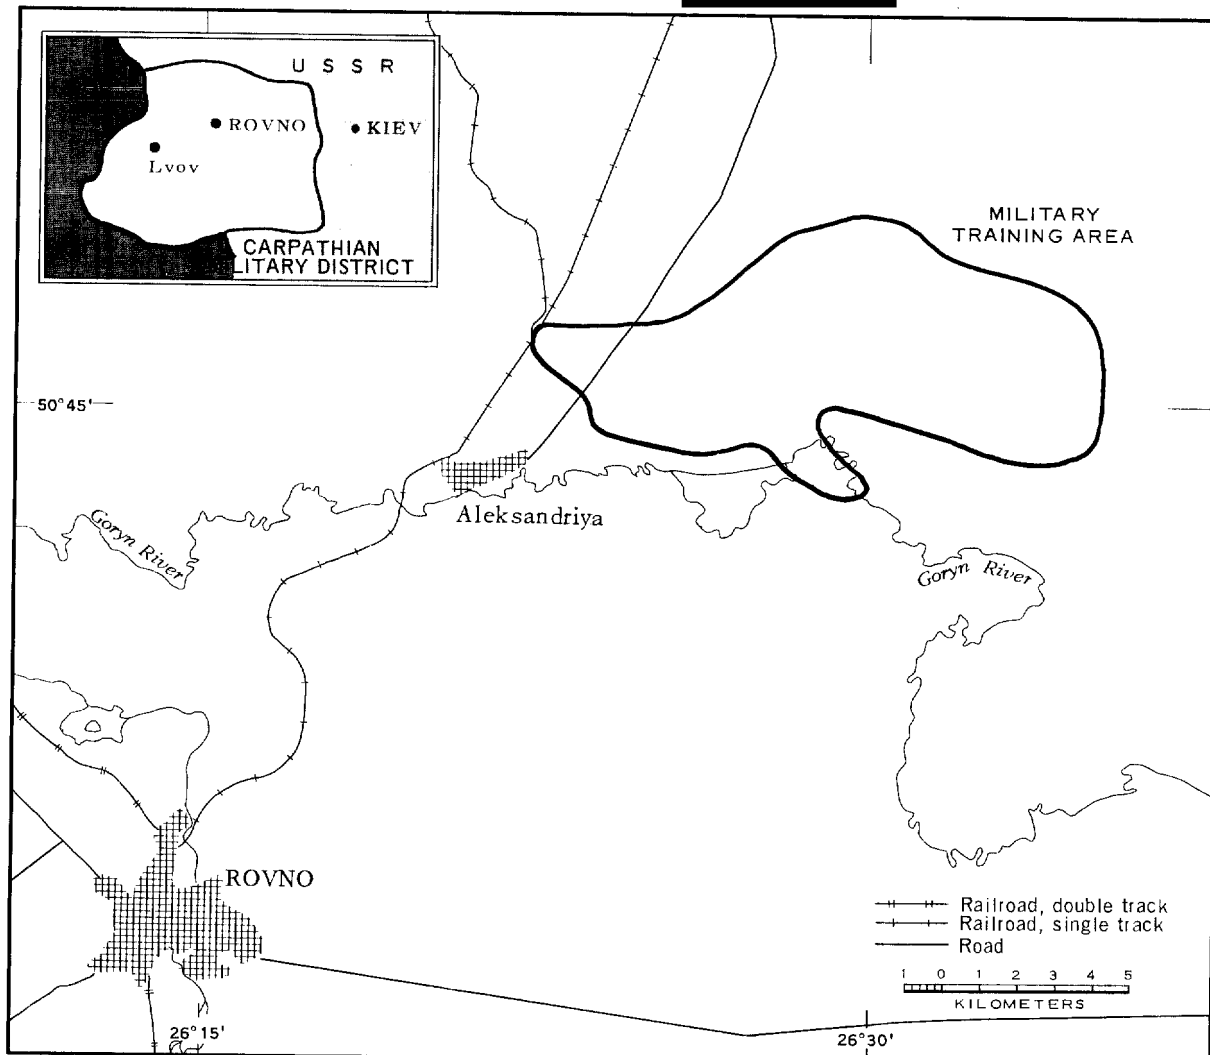 U S S R
ROVNO
KIEV
Lvov
CARPATHIAN
LITARY DISTRICT
MILITARY
TRAINING AREA
50°45'
Aleksandriya
Goryn River
Goryn River
ROVNO
Railroad, double track
Railroad, single track
Road
1 0 1 2 3 4 5
KILOMETERS
26°15'
26°30'